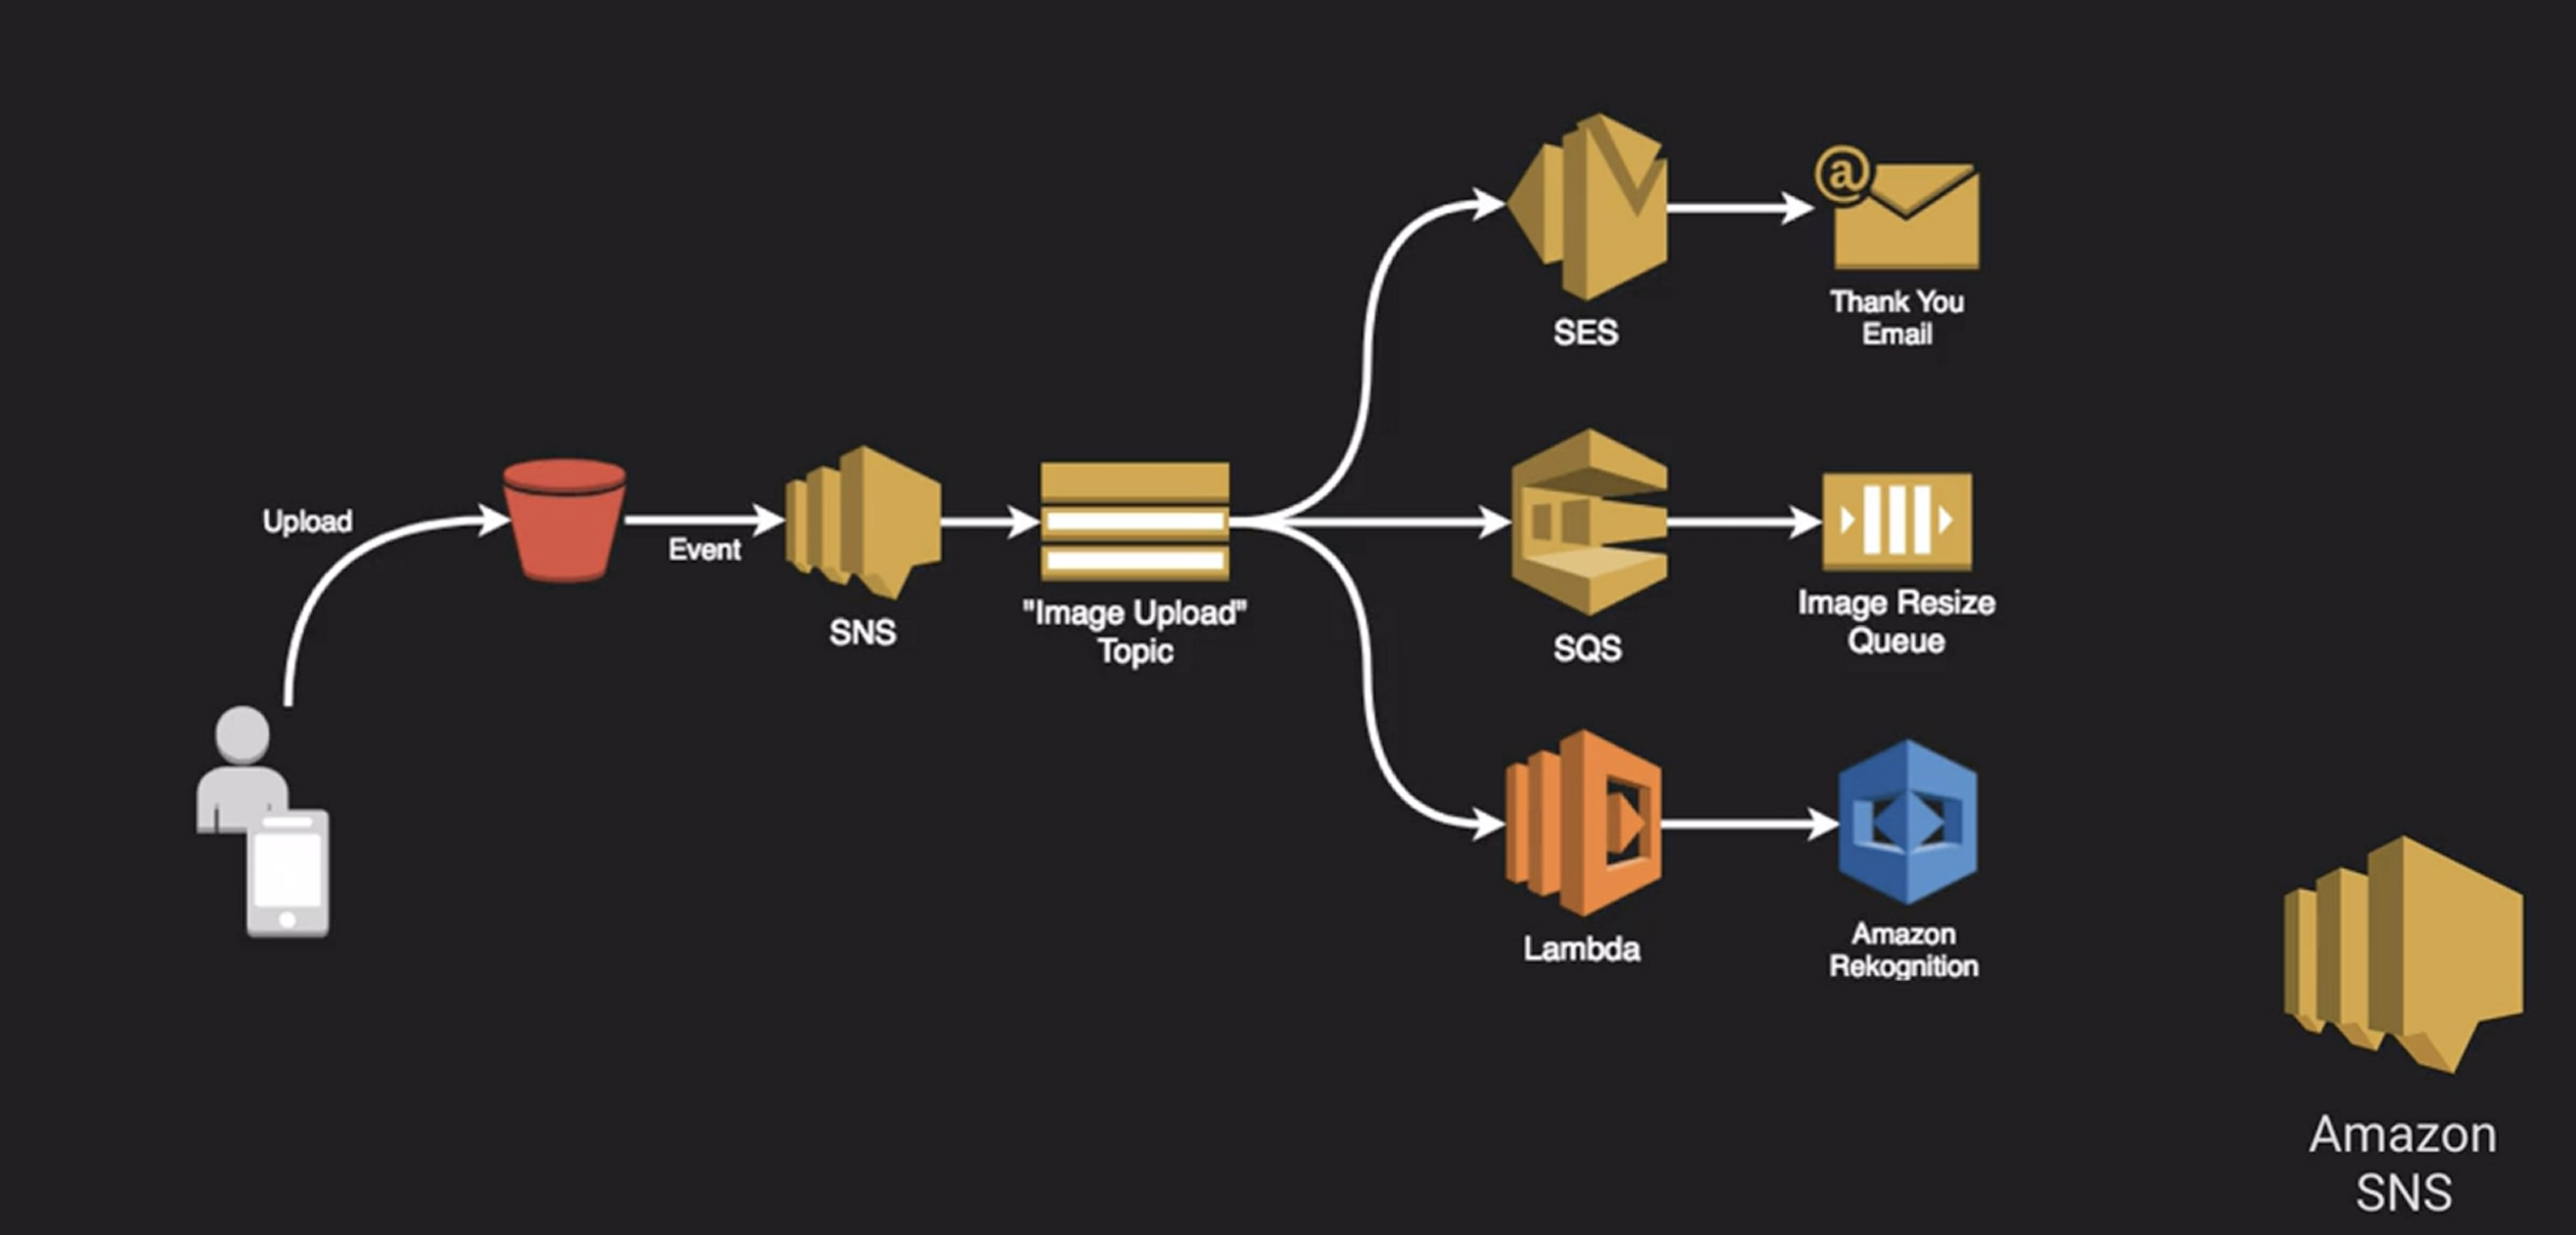 Upload
Event
SNS
"Image Upload"
Topic
SES
@
Thank You
Email
SQS
Image Resize
Queue
Lambda
Amazon
Rekognition
Amazon
SNS